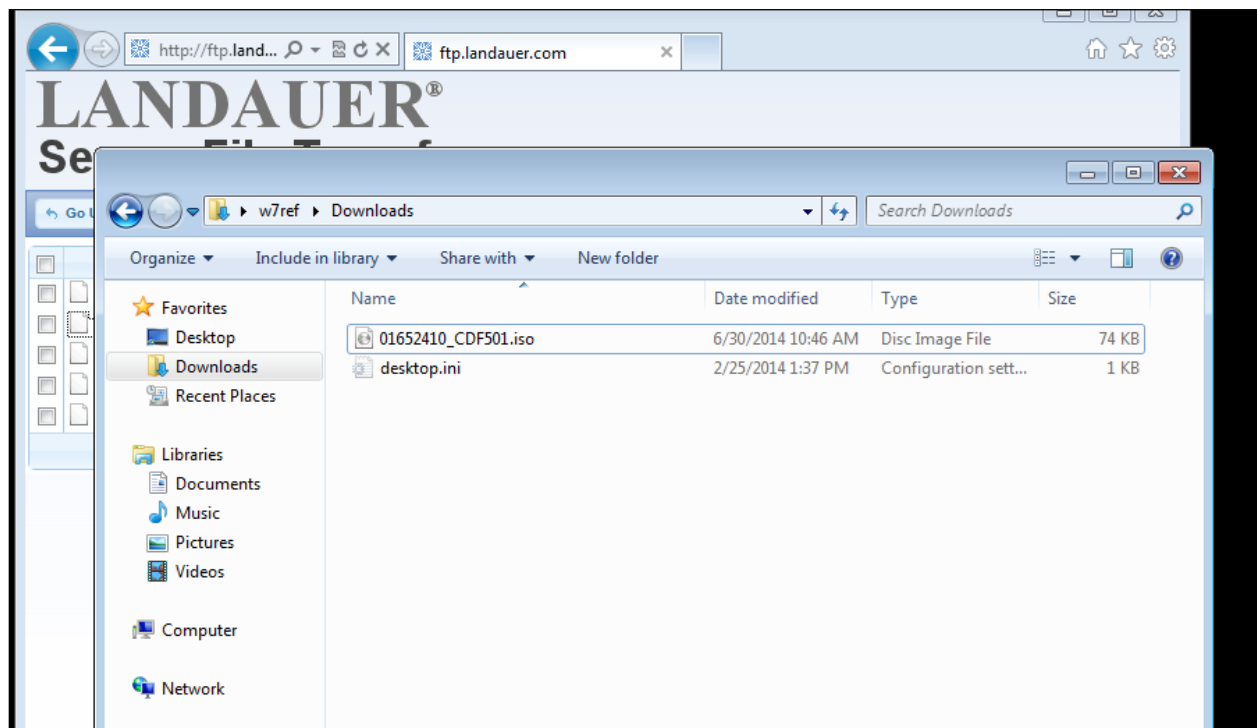 http://ftp.land...
ftp.landauer.com
LANDAUER®
Se
w7ref
Downloads
Search Downloads
Go
Organize
Include in library
Share with
New folder
Name
Date modified
Type
Size
Favorites
Desktop
Downloads
Recent Places
Libraries
Documents
Music
Pictures
Videos
Computer
Network
01652410_CDF501.iso
6/30/2014 10:46 AM
Disc Image File
74 KB
desktop.ini
2/25/2014 1:37 PM
Configuration sett...
1 KB